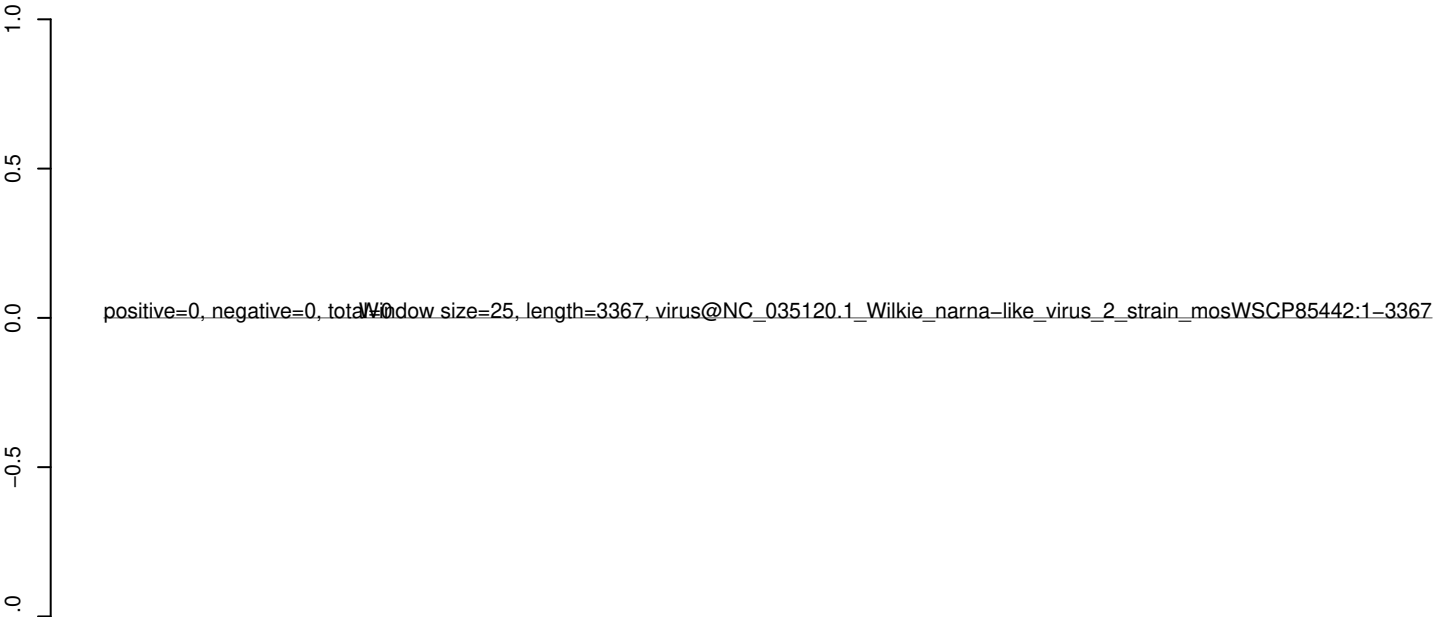 1.0
0.5
positive=0, negative=0, total=0
Window size=25, length=3367, virus@NC_035120.1_Wilkie_narna−like_virus_2_strain_mosWSCP85442:1−3367
0.0
−0.5
.0